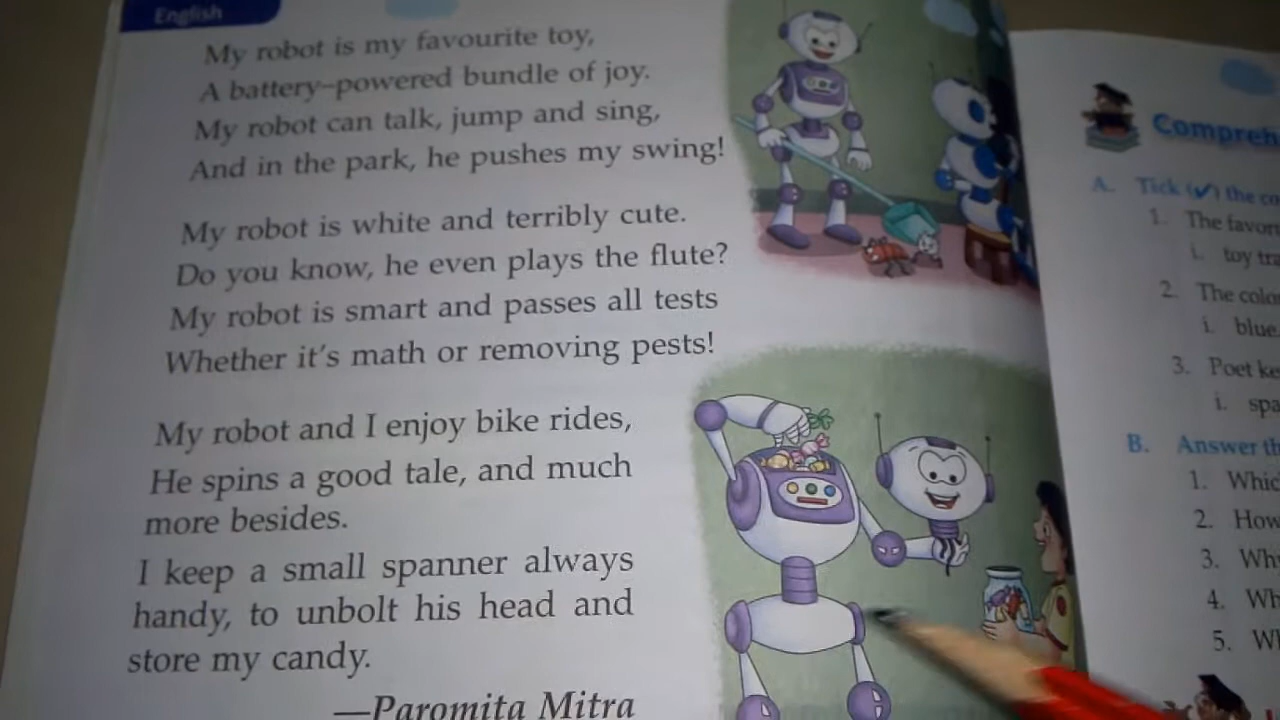 English
My robot is my favourite toy,
A battery-powered bundle of joy.
My robot can talk, jump and sing,
And in the park, he pushes my swing!
My robot is white and terribly cute.
Do you know, he even plays the flute?
My robot is smart and passes all tests
Whether it's math or removing pests!
My robot and I enjoy bike rides,
He spins a good tale, and much
more besides.
I keep a small spanner always
handy, to unbolt his head and
store my candy.
—Paromita Mitra
A. Tick (✔) the
1. The
i. toy
2. The
i. blue
3. Poet
i.
B. Answer
1.
2. How
3.
4.
5.